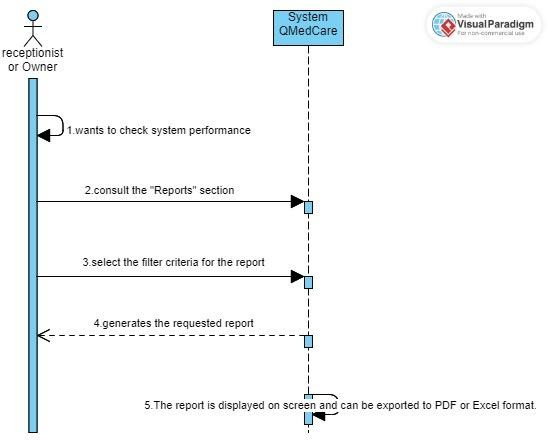 Made with
VisualParadigm
For non-commercial use
System
QMedCare
receptionist
or Owner
1.wants to check system performance
2.consult the "Reports" section
3.select the filter criteria for the report
4.generates the requested report
5.The report is displayed on screen and can be exported to PDF or Excel format.